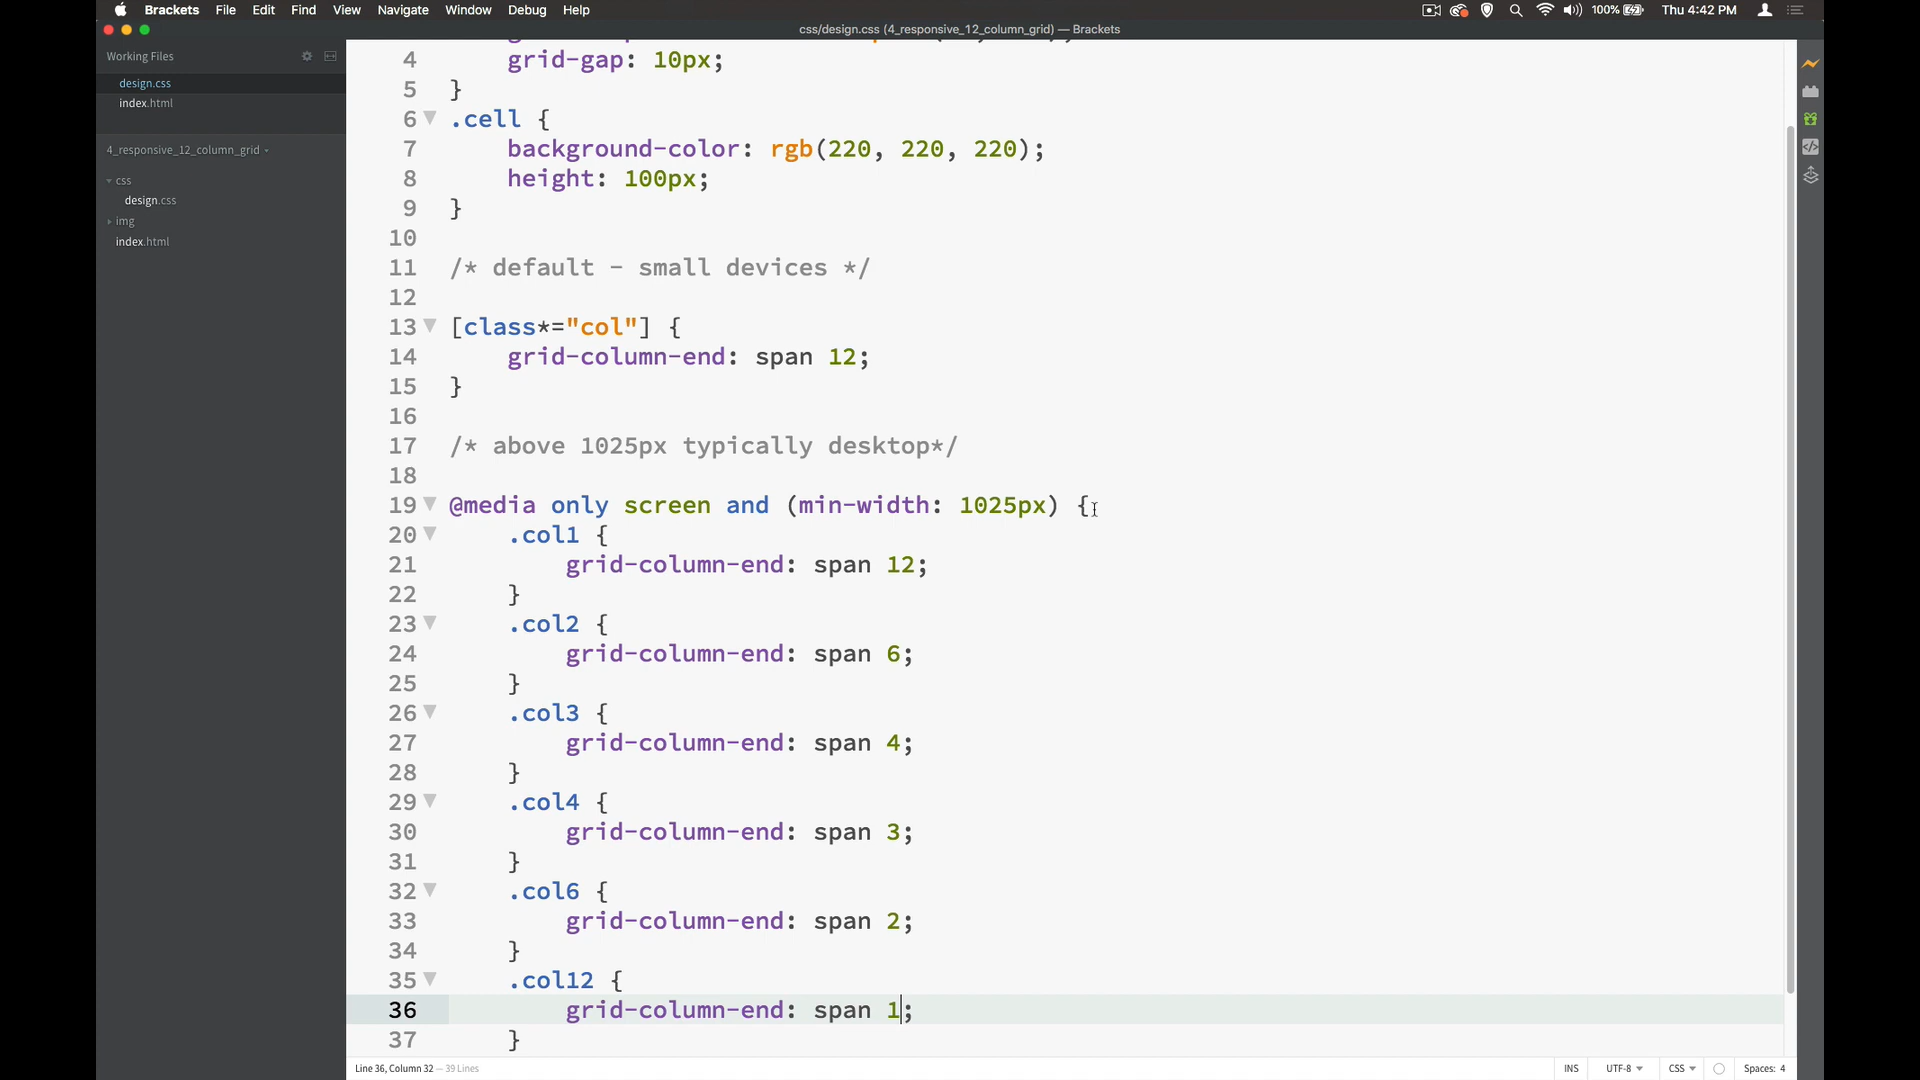 Brackets File Edit Find View Navigate Window Debug Help 100% Thu 4:42 PM
css/design.css (4_responsive_12_column_grid) — Brackets
Working Files
design.css
index.html
4_responsive_12_column_grid
css
design.css
img
index.html
4 grid-gap: 10px;
5 }
6 .cell {
7 background-color: rgb(220, 220, 220);
8 height: 100px;
9 }
10
11 /* default - small devices */
12
13 [class*="col"] {
14 grid-column-end: span 12;
15 }
16
17 /* above 1025px typically desktop*/
18
19 @media only screen and (min-width: 1025px) {
20 .col1 {
21 grid-column-end: span 12;
22 }
23 .col2 {
24 grid-column-end: span 6;
25 }
26 .col3 {
27 grid-column-end: span 4;
28 }
29 .col4 {
30 grid-column-end: span 3;
31 }
32 .col6 {
33 grid-column-end: span 2;
34 }
35 .col12 {
36 grid-column-end: span 1;
37 }
Line 36, Column 32 — 39 Lines INS UTF-8 CSS Spaces: 4